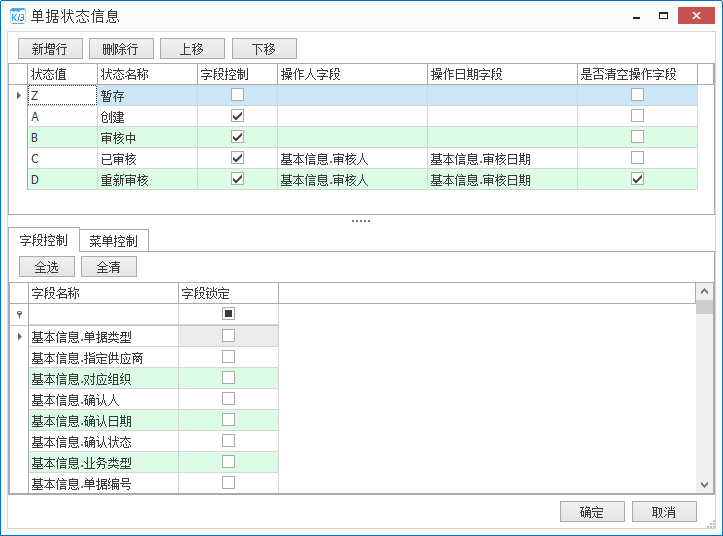 K/3 单据状态信息
新增行 删除行 上移 下移
状态值 状态名称 字段控制 操作人字段 操作日期字段 是否清空操作字段
Z 暂存
A 创建
B 审核中
C 已审核 基本信息.审核人 基本信息.审核日期
D 重新审核 基本信息.审核人 基本信息.审核日期
字段控制 菜单控制
全选 全清
字段名称 字段锁定
基本信息.单据类型
基本信息.指定供应商
基本信息.对应组织
基本信息.确认人
基本信息.确认日期
基本信息.确认状态
基本信息.业务类型
基本信息.单据编号
确定 取消